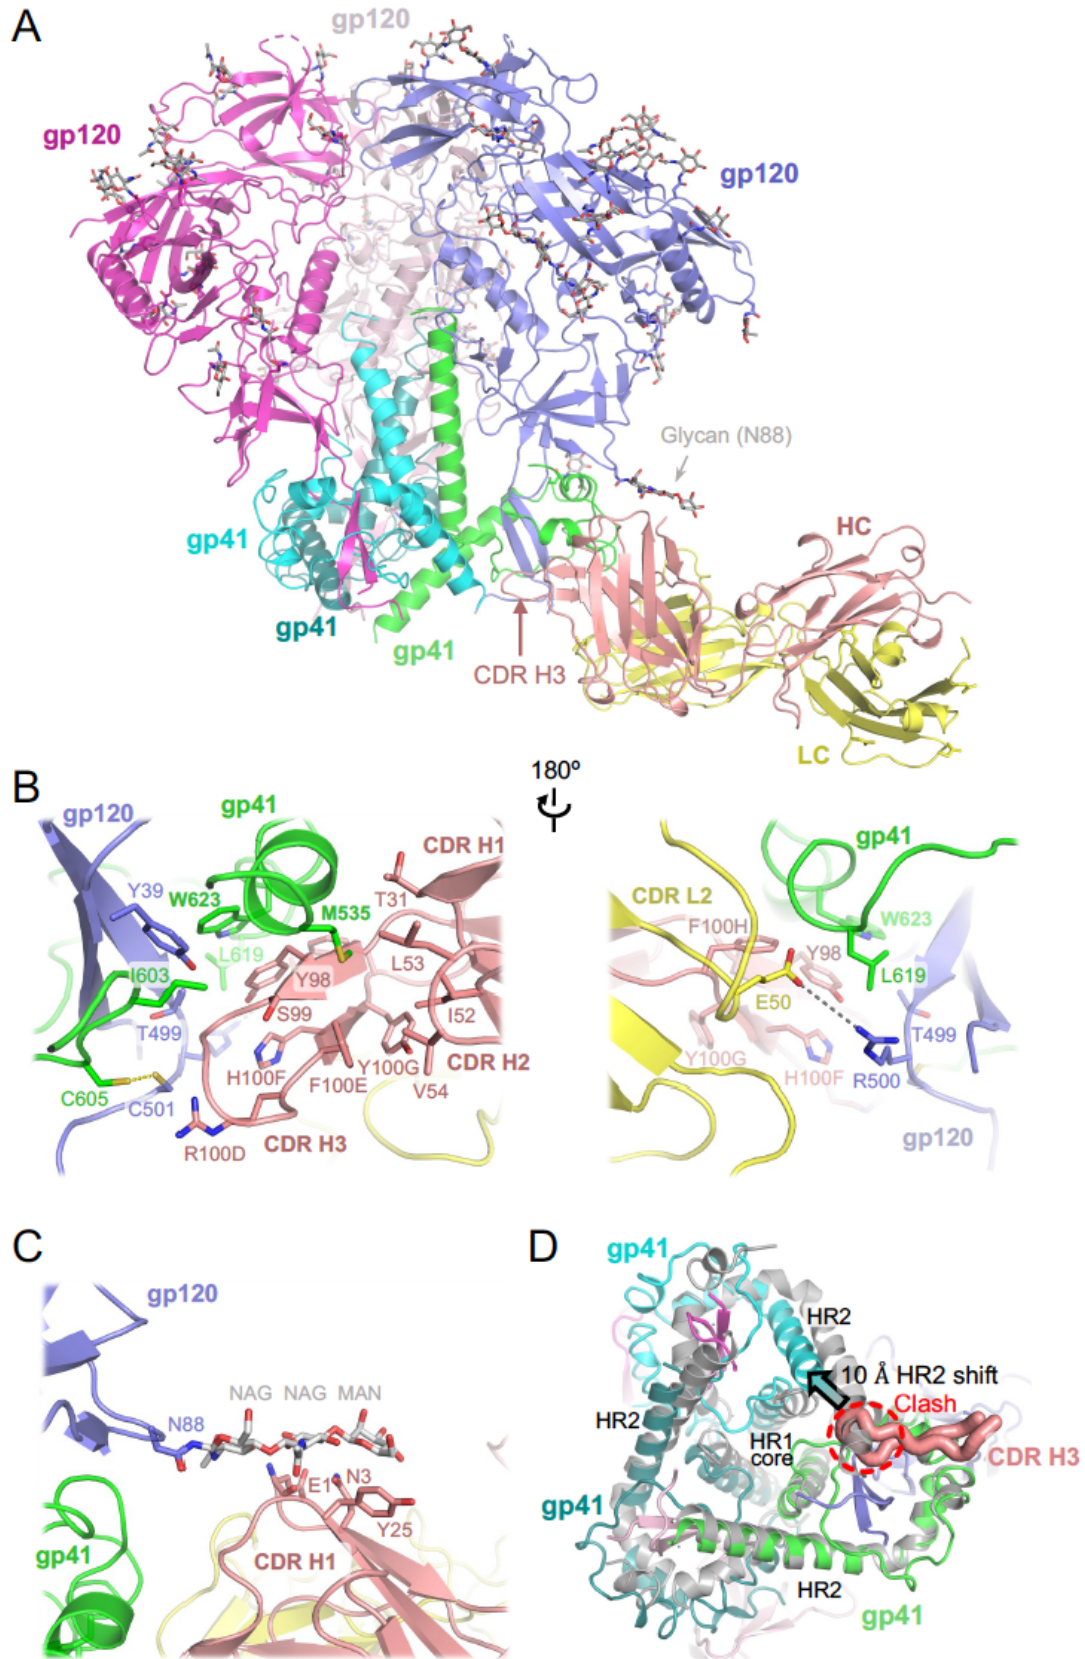 A
gp120
gp120
gp120
Glycan (N88)
HC
gp41
gp41
gp41
CDR H3
LC
B
180º
gp120
gp41
CDR H1
Y39
W623
M535
T31
L619
L53
I603
Y98
S99
I52
T499
H100F
F100E
Y100G
CDR H2
V54
C605
C501
R100D
CDR H3
gp41
CDR L2
W623
F100H
Y98
L619
E50
T499
Y100G
H100F
R500
gp120
C
gp120
NAG NAG MAN
N88
E1
N3
Y25
gp41
CDR H1
D
gp41
HR2
10 Å HR2 shift
Clash
HR2
HR1
core
CDR H3
gp41
HR2
gp41